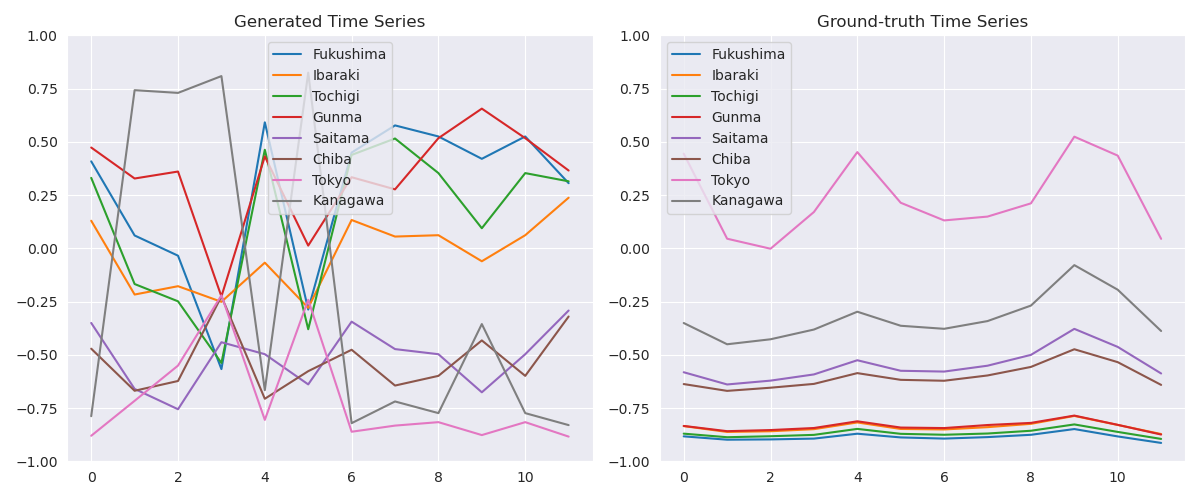 Generated Time Series
1.00
0.75
0.50
0.25
0.00
−0.25
−0.50
−0.75
−1.00
0
2
4
6
8
10
Fukushima
Ibaraki
Tochigi
Gunma
Saitama
Chiba
Tokyo
Kanagawa
Ground-truth Time Series
1.00
0.75
0.50
0.25
0.00
−0.25
−0.50
−0.75
−1.00
0
2
4
6
8
10
Fukushima
Ibaraki
Tochigi
Gunma
Saitama
Chiba
Tokyo
Kanagawa